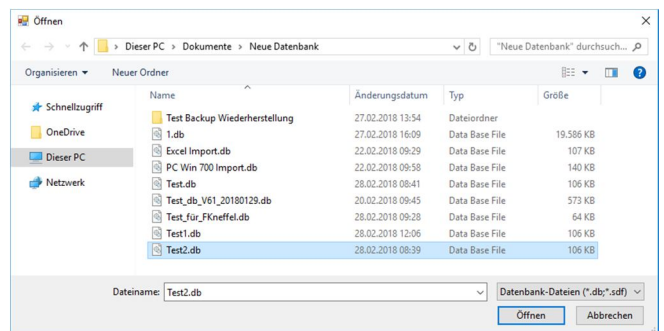 Öffnen
Dieser PC > Dokumente > Neue Datenbank
"Neue Datenbank" durchsuch...
Organisieren Neuer Ordner
Name Änderungsdatum Typ Größe
Schnellzugriff
OneDrive
Dieser PC
Netzwerk
Test Backup Wiederherstellung 27.02.2018 13:54 Dateiordner
1.db 27.02.2018 16:09 Data Base File 19.586 KB
Excel Import.db 22.02.2018 09:29 Data Base File 107 KB
PC Win 700 Import.db 22.02.2018 09:58 Data Base File 140 KB
Test.db 28.02.2018 08:41 Data Base File 106 KB
Test_db_V61_20180129.db 20.02.2018 09:45 Data Base File 573 KB
Test_für_FKneffel.db 28.02.2018 09:28 Data Base File 64 KB
Test1.db 28.02.2018 12:06 Data Base File 106 KB
Test2.db 28.02.2018 08:39 Data Base File 106 KB
Dateiname: Test2.db Datenbank-Dateien (*.db;*.sdf)
Öffnen Abbrechen